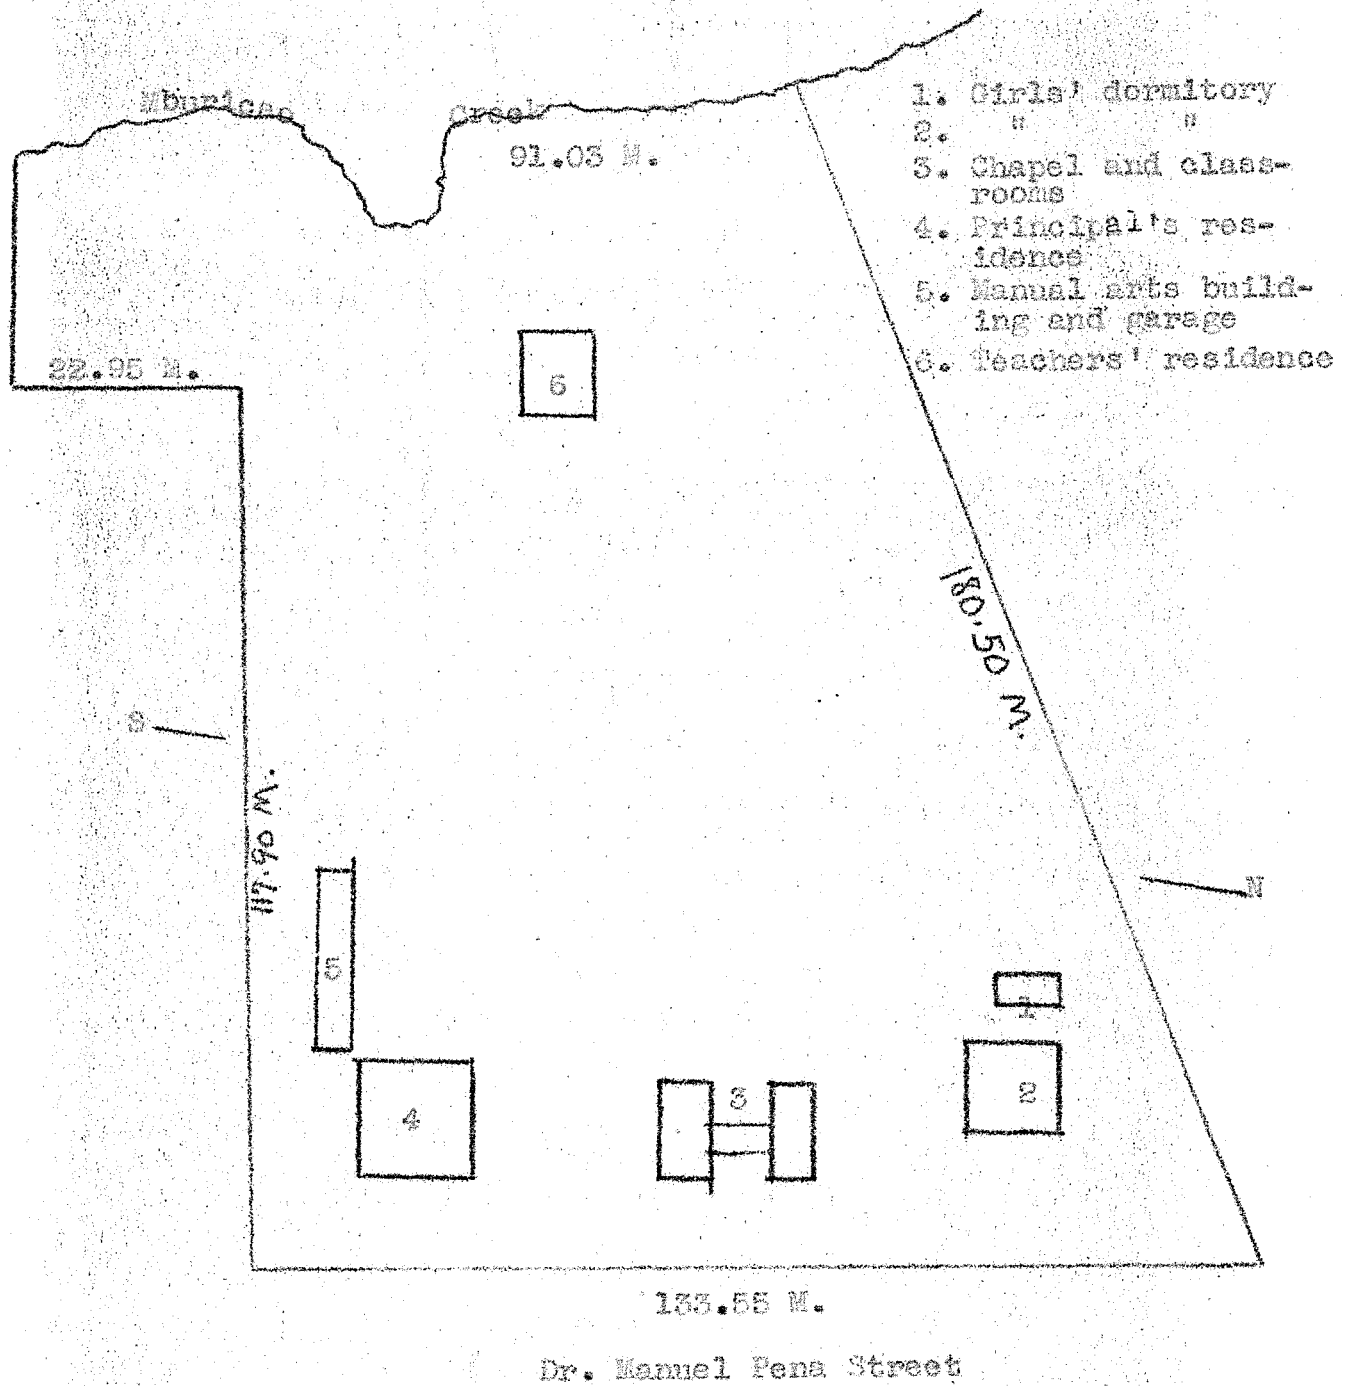 Mburicao Creek
91.03 M.
1. Girls' dormitory
2. " "
3. Chapel and class-
rooms
4. Principal's res-
idence
5. Manual arts build-
ing and garage
6. Teachers' residence
22.95 M.
6
180.50 M.
S
117.90 M.
N
5
1
2
3
4
133.55 M.
Dr. Manuel Pena Street